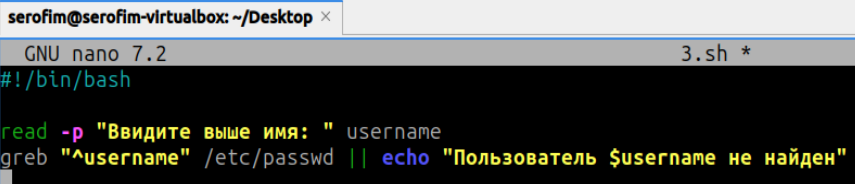 serofim@serofim-virtualbox: ~/Desktop ×
GNU nano 7.2 3.sh *
#!/bin/bash
read -p "Ввидите выше имя: " username
greb "^username" /etc/passwd || echo "Пользователь $username не найден"